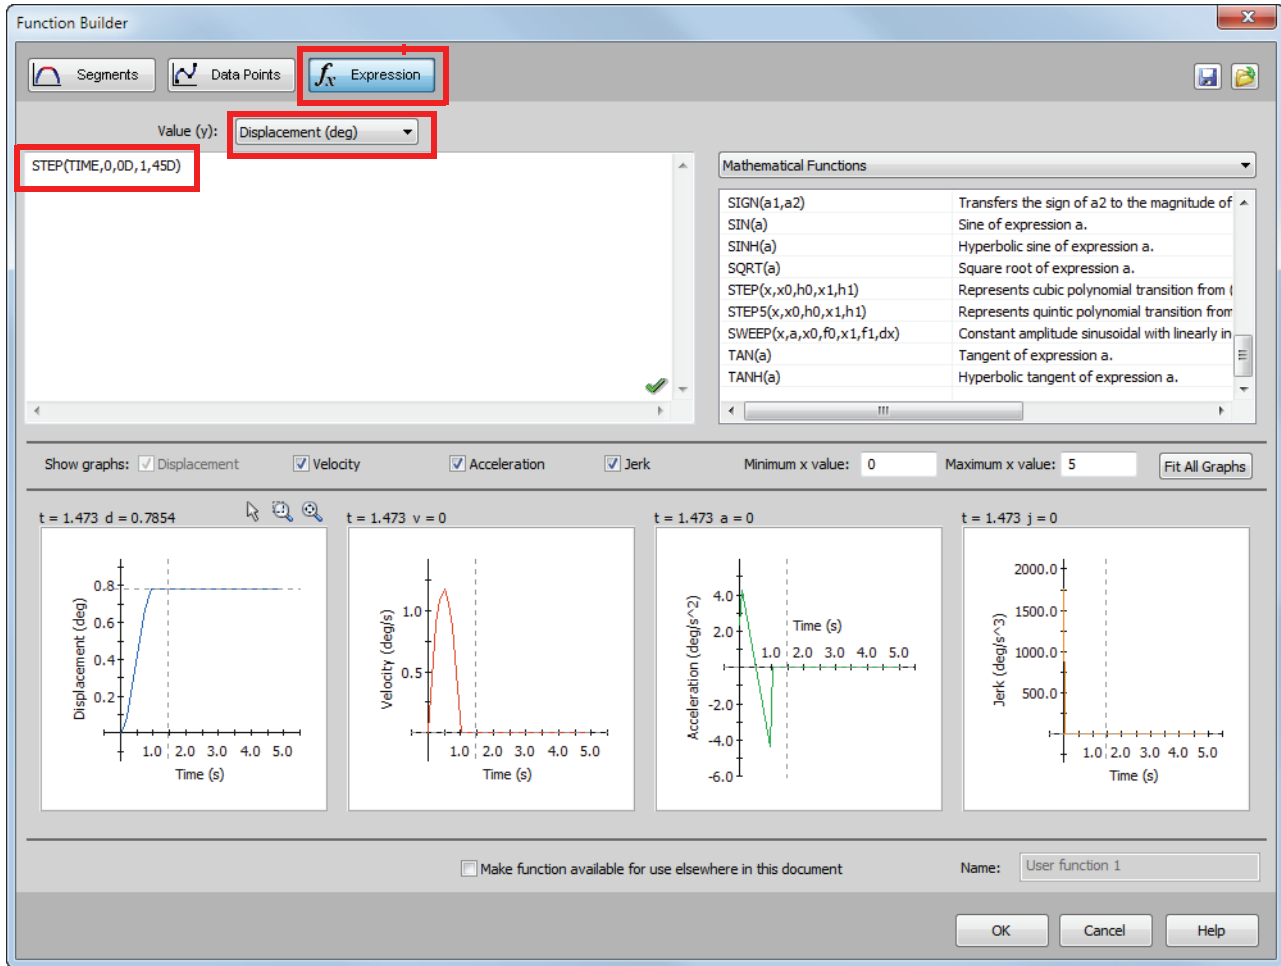 Function Builder
Segments
Data Points
fx Expression
Value (y): Displacement (deg)
STEP(TIME,0,0D,1,45D)
Mathematical Functions
SIGN(a1,a2) Transfers the sign of a2 to the magnitude of
SIN(a) Sine of expression a.
SINH(a) Hyperbolic sine of expression a.
SQRT(a) Square root of expression a.
STEP(x,x0,h0,x1,h1) Represents cubic polynomial transition from (
STEP5(x,x0,h0,x1,h1) Represents quintic polynomial transition from
SWEEP(x,a,x0,f0,x1,f1,dx) Constant amplitude sinusoidal with linearly in
TAN(a) Tangent of expression a.
TANH(a) Hyperbolic tangent of expression a.
Show graphs: Displacement Velocity Acceleration Jerk Minimum x value: 0 Maximum x value: 5 Fit All Graphs
t = 1.473 d = 0.7854
0.8
0.6
0.4
0.2
Displacement (deg)
1.0 2.0 3.0 4.0 5.0
Time (s)
t = 1.473 v = 0
1.0
0.5
Velocity (deg/s)
1.0 2.0 3.0 4.0 5.0
Time (s)
t = 1.473 a = 0
4.0
2.0
-2.0
-4.0
-6.0
Acceleration (deg/s^2)
Time (s)
1.0 2.0 3.0 4.0 5.0
t = 1.473 j = 0
2000.0
1500.0
1000.0
500.0
Jerk (deg/s^3)
1.0 2.0 3.0 4.0 5.0
Time (s)
Make function available for use elsewhere in this document
Name: User function 1
OK
Cancel
Help